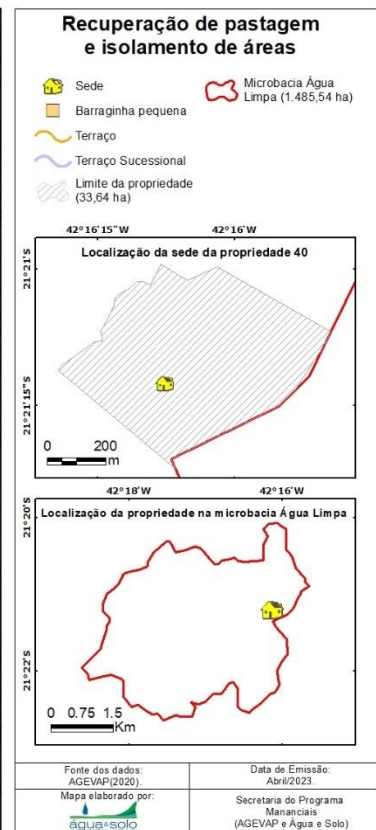 Recuperação de pastagem
e isolamento de áreas
Sede
Microbacia Água
Limpa (1.485,54 ha)
Barraginha pequena
Terraço
Terraço Sucessional
Limite da propriedade
(33,64 ha)
42°16'15"W
42°16'W
Localização da sede da propriedade 40
21°21'S
21°21'15"S
0 200
m
42°18'W
42°16'W
21°20'S
Localização da propriedade na microbacia Água Limpa
21°22'S
0 0.75 1.5
Km
Fonte dos dados:
AGEVAP(2020).
Data de Emissão:
Abril/2023.
Mapa elaborado por:
água e solo
Secretaria do Programa
Mananciais
(AGEVAP e Água e Solo)